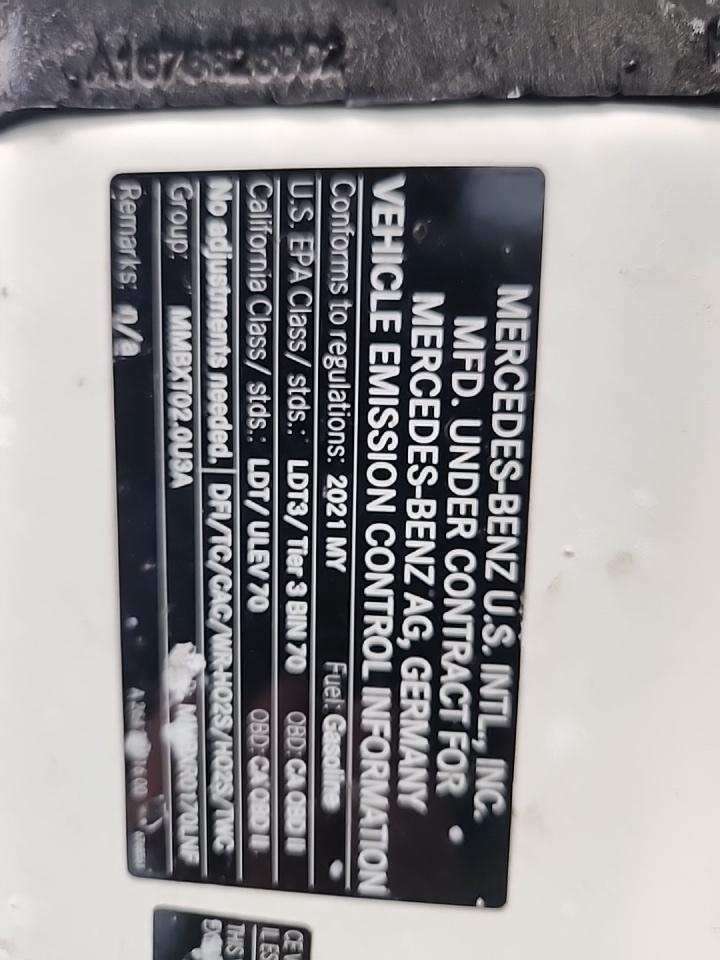 MERCEDES-BENZ U.S. INTL., INC.
MFD. UNDER CONTRACT FOR
MERCEDES-BENZ AG, GERMANY
VEHICLE EMISSION CONTROL INFORMATION
Conforms to regulations: 2021 MY Fuel: Gasoline
U.S. EPA Class/ stds.: LDT3/ Tier 3 BIN 70 OBD: CA OBD II
California Class/ stds.: LDT/ ULEV 70 OBD: CA OBD II
No adjustments needed. DFI/TC/CAC/WR-HO2S/HO2S/TWC
Group: MMBXT02.0U3A
Remarks: n/a
THIS